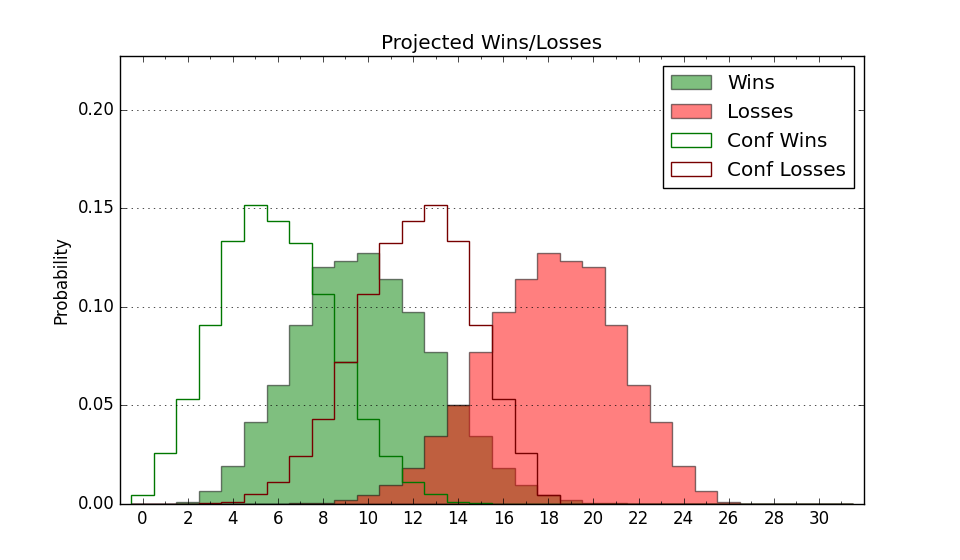 Projected Wins/Losses
Wins
Losses
Conf Wins
Conf Losses
Probability
0.20
0.15
0.10
0.05
0.00
0 2 4 6 8 10 12 14 16 18 20 22 24 26 28 30